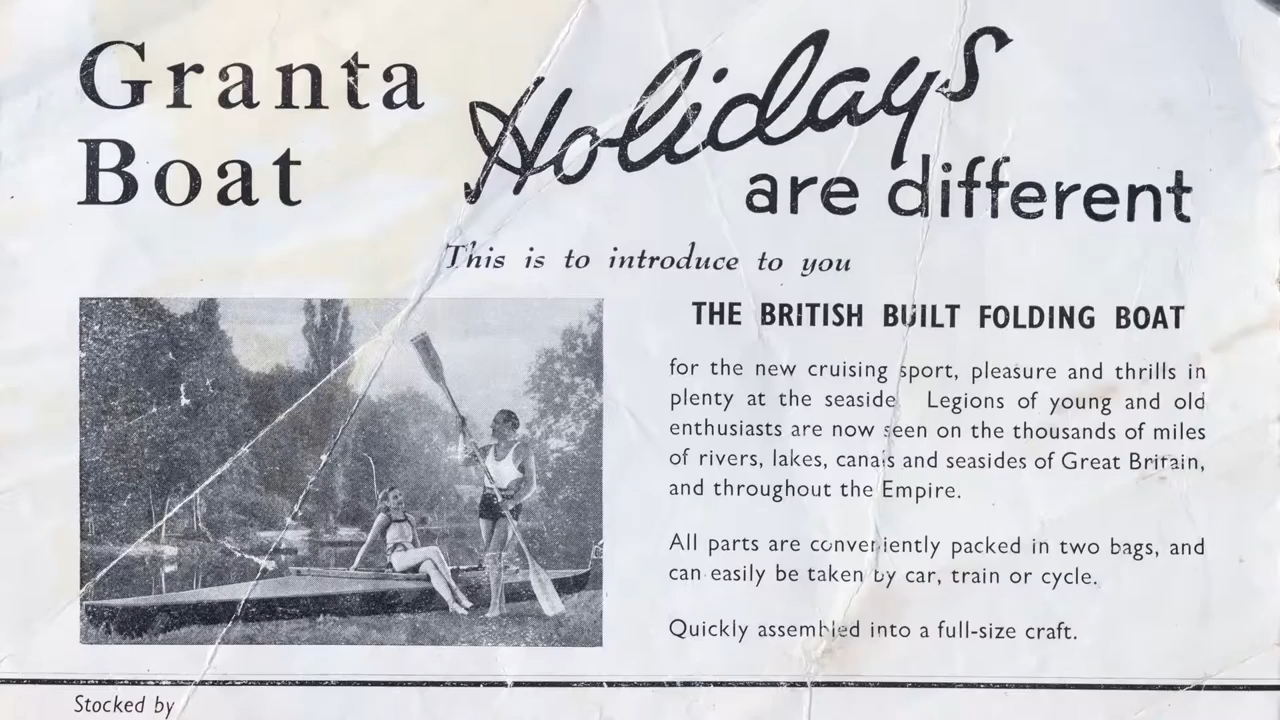 Granta
Boat
Holidays
are different
This is to introduce to you
THE BRITISH BUILT FOLDING BOAT
for the new cruising sport, pleasure and thrills in
plenty at the seaside. Legions of young and old
enthusiasts are now seen on the thousands of miles
of rivers, lakes, canals and seasides of Great Britain,
and throughout the Empire.
All parts are conveniently packed in two bags, and
can easily be taken by car, train or cycle.
Quickly assembled into a full-size craft.
Stocked by